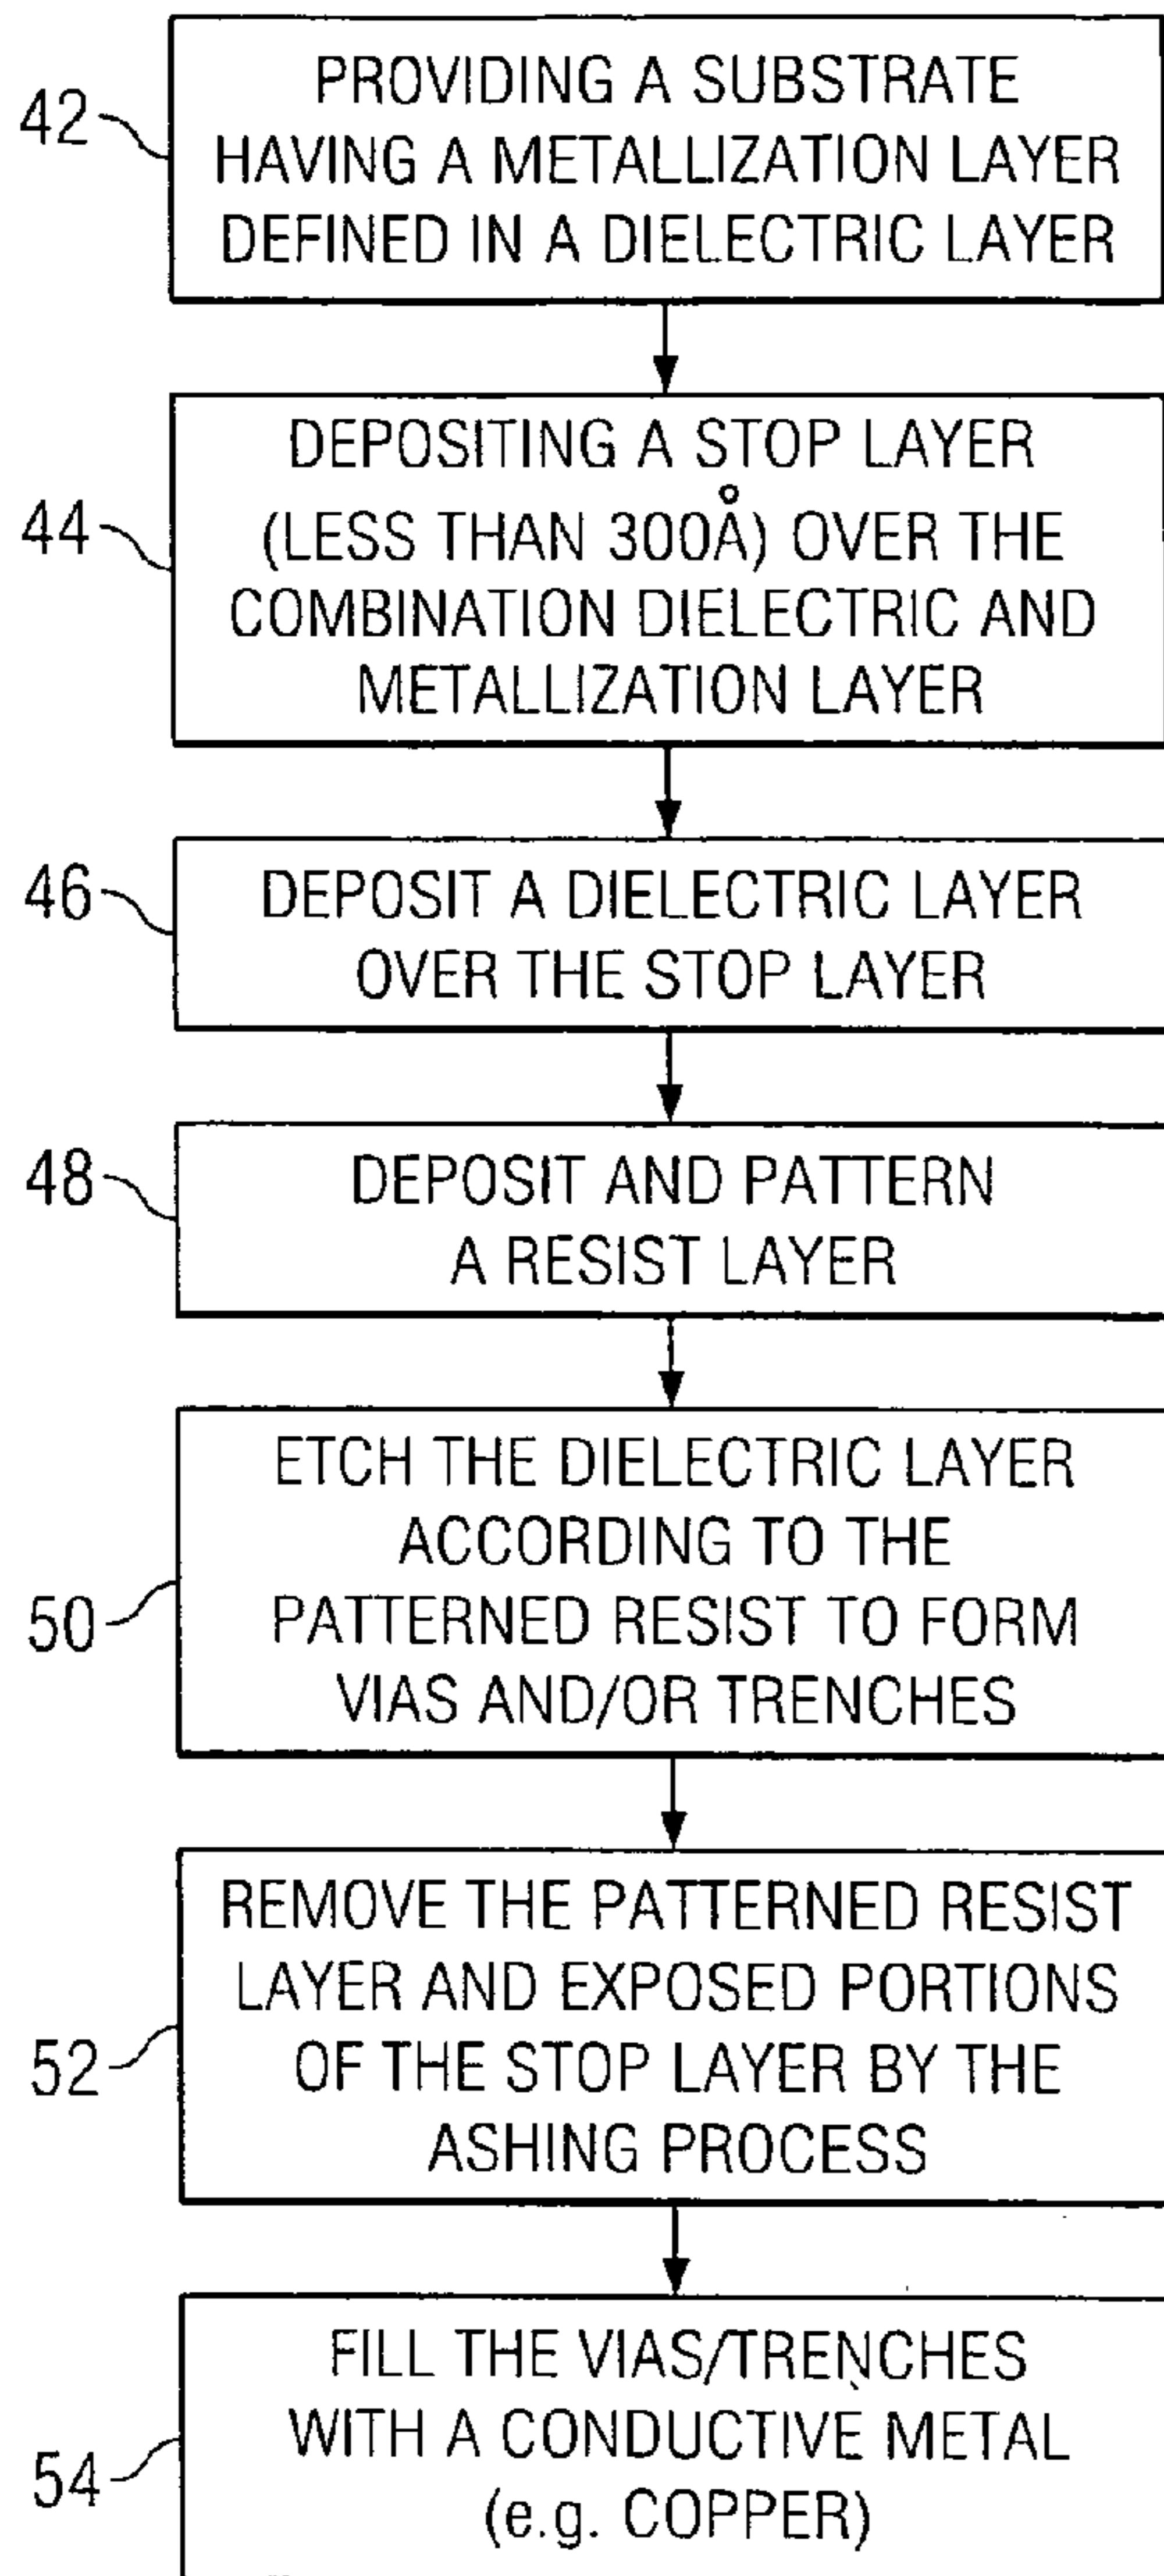 42
PROVIDING A SUBSTRATE
HAVING A METALLIZATION LAYER
DEFINED IN A DIELECTRIC LAYER
44
DEPOSITING A STOP LAYER
(LESS THAN 300Å) OVER THE
COMBINATION DIELECTRIC AND
METALLIZATION LAYER
46
DEPOSIT A DIELECTRIC LAYER
OVER THE STOP LAYER
48
DEPOSIT AND PATTERN
A RESIST LAYER
50
ETCH THE DIELECTRIC LAYER
ACCORDING TO THE
PATTERNED RESIST TO FORM
VIAS AND/OR TRENCHES
52
REMOVE THE PATTERNED RESIST
LAYER AND EXPOSED PORTIONS
OF THE STOP LAYER BY THE
ASHING PROCESS
54
FILL THE VIAS/TRENCHES
WITH A CONDUCTIVE METAL
(e.g. COPPER)